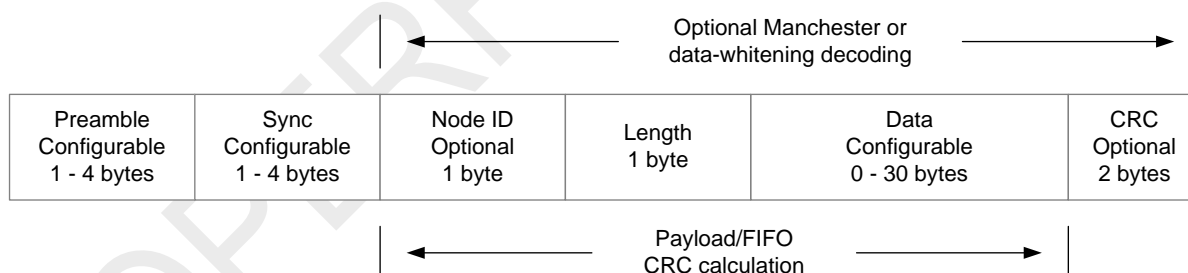 Optional Manchester or
data-whitening decoding
Preamble
Configurable
1 - 4 bytes
Sync
Configurable
1 - 4 bytes
Node ID
Optional
1 byte
Length
1 byte
Data
Configurable
0 - 30 bytes
CRC
Optional
2 bytes
Payload/FIFO
CRC calculation